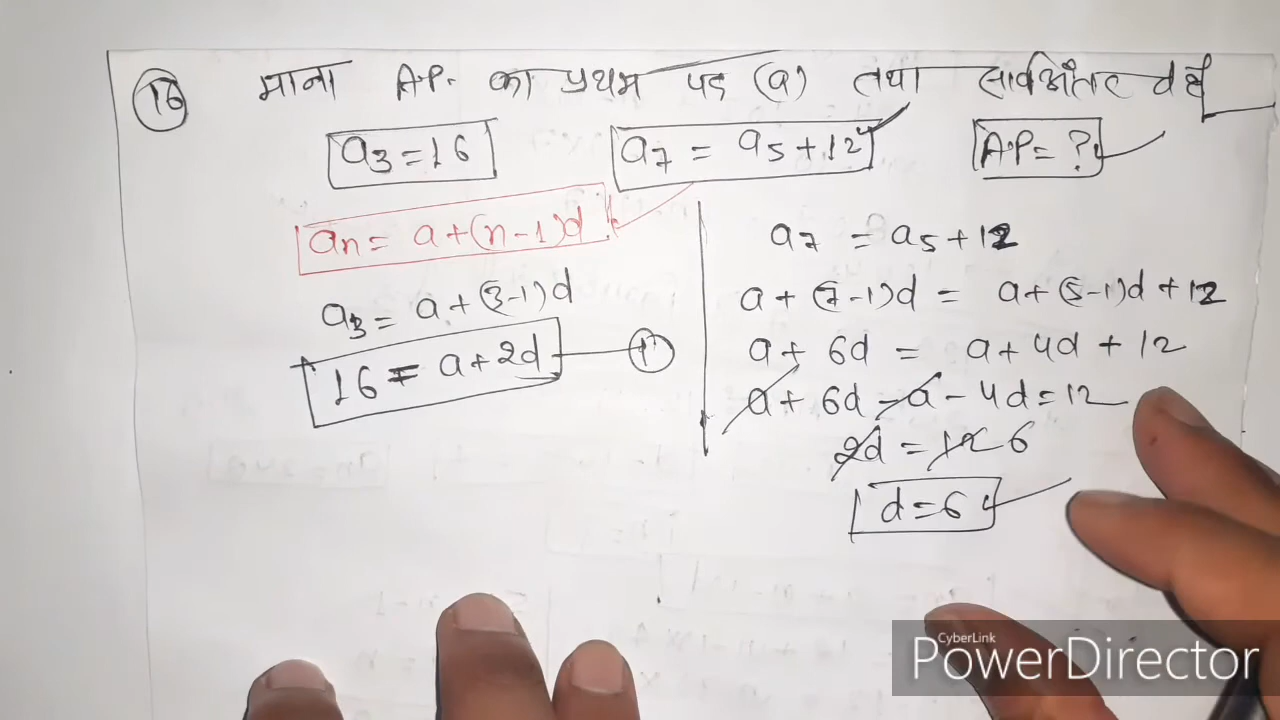 16 माना A.P. का प्रथम पद (a) तथा सार्वअंतर d है
a₃ = 16 a₇ = a₅ + 12 A.P = ?
aₙ = a + (n-1)d
a₃ = a + (3-1)d
16 = a + 2d — 1
a₇ = a₅ + 12
a + (7-1)d = a + (5-1)d + 12
a + 6d = a + 4d + 12
a + 6d - a - 4d = 12
2d = 12 6
d = 6
CyberLink
PowerDirector